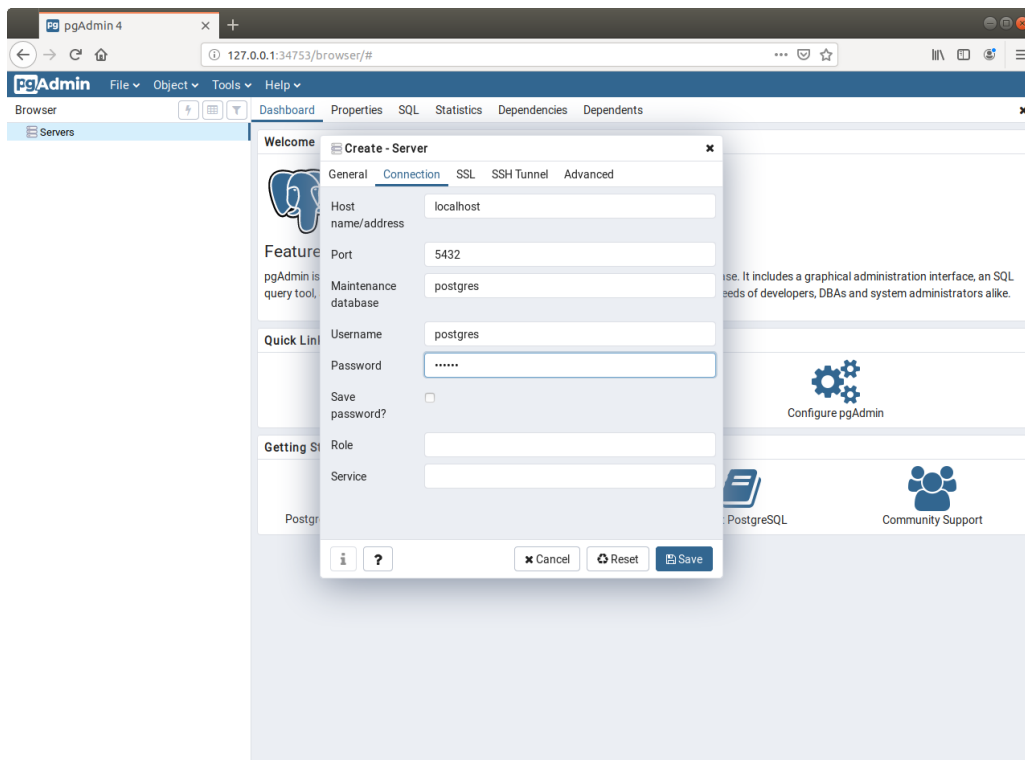 pgAdmin 4
127.0.0.1:34753/browser/#
pgAdmin File Object Tools Help
Browser
Dashboard Properties SQL Statistics Dependencies Dependents
Servers
Welcome
Feature
pgAdmin is
query tool,
se. It includes a graphical administration interface, an SQL
eeds of developers, DBAs and system administrators alike.
Quick Lin
Configure pgAdmin
Getting St
Postgr
PostgreSQL
Community Support
Create - Server
General Connection SSL SSH Tunnel Advanced
Host
name/address
localhost
Port 5432
Maintenance
database
postgres
Username postgres
Password ••••••
Save
password?
Role
Service
i ? Cancel Reset Save